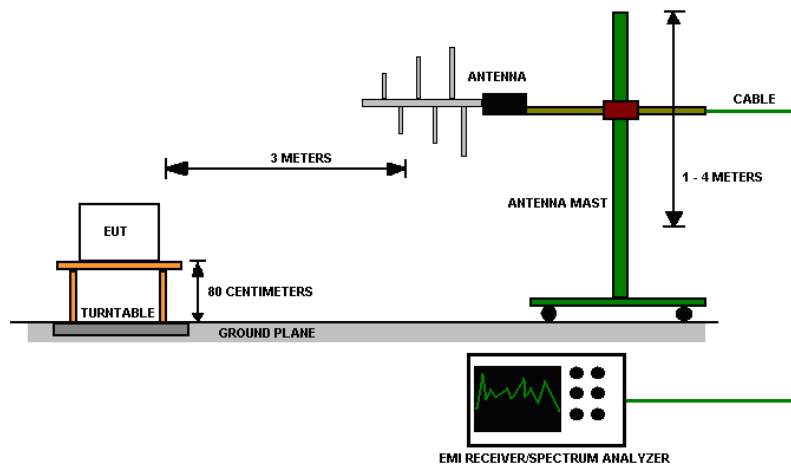 ANTENNA
CABLE
3 METERS
1 - 4 METERS
ANTENNA MAST
EUT
80 CENTIMETERS
TURNTABLE
GROUND PLANE
EMI RECEIVER/SPECTRUM ANALYZER